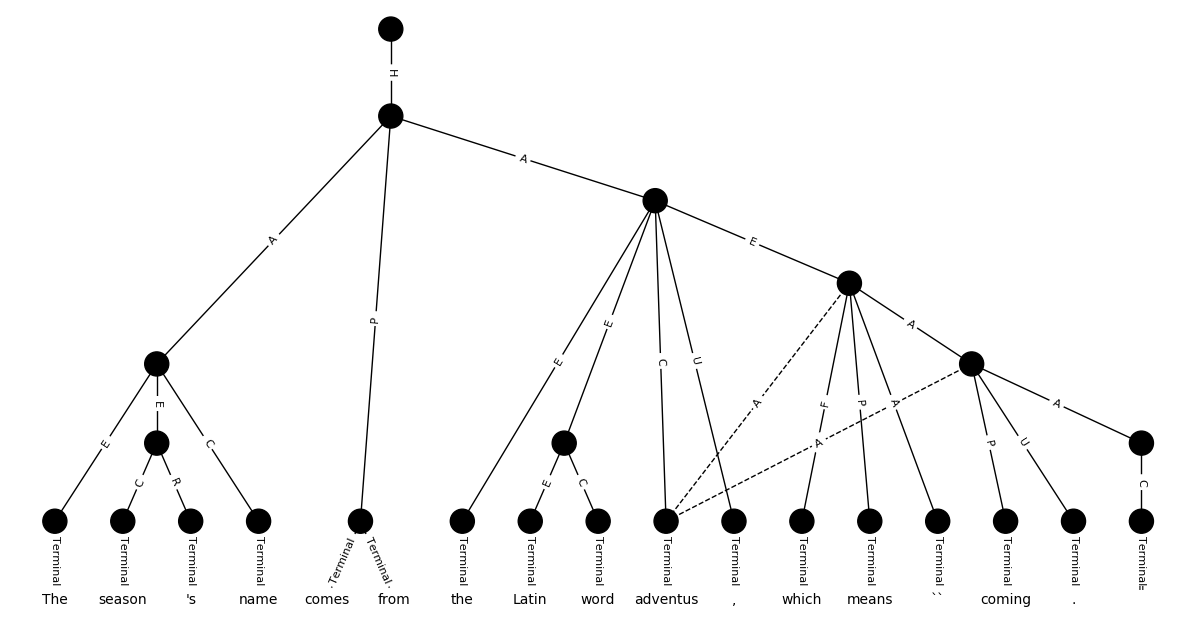 H
A
A
E
A
P
E
E
A
E
C
U
A
F
P
A
A
P
U
A
E
C
C
R
E
C
C
Terminal Terminal Terminal Terminal Terminal Terminal Terminal Terminal Terminal Terminal Terminal Terminal Terminal Terminal Terminal Terminal Terminal
The season 's name comes from the Latin word adventus , which means `` coming .